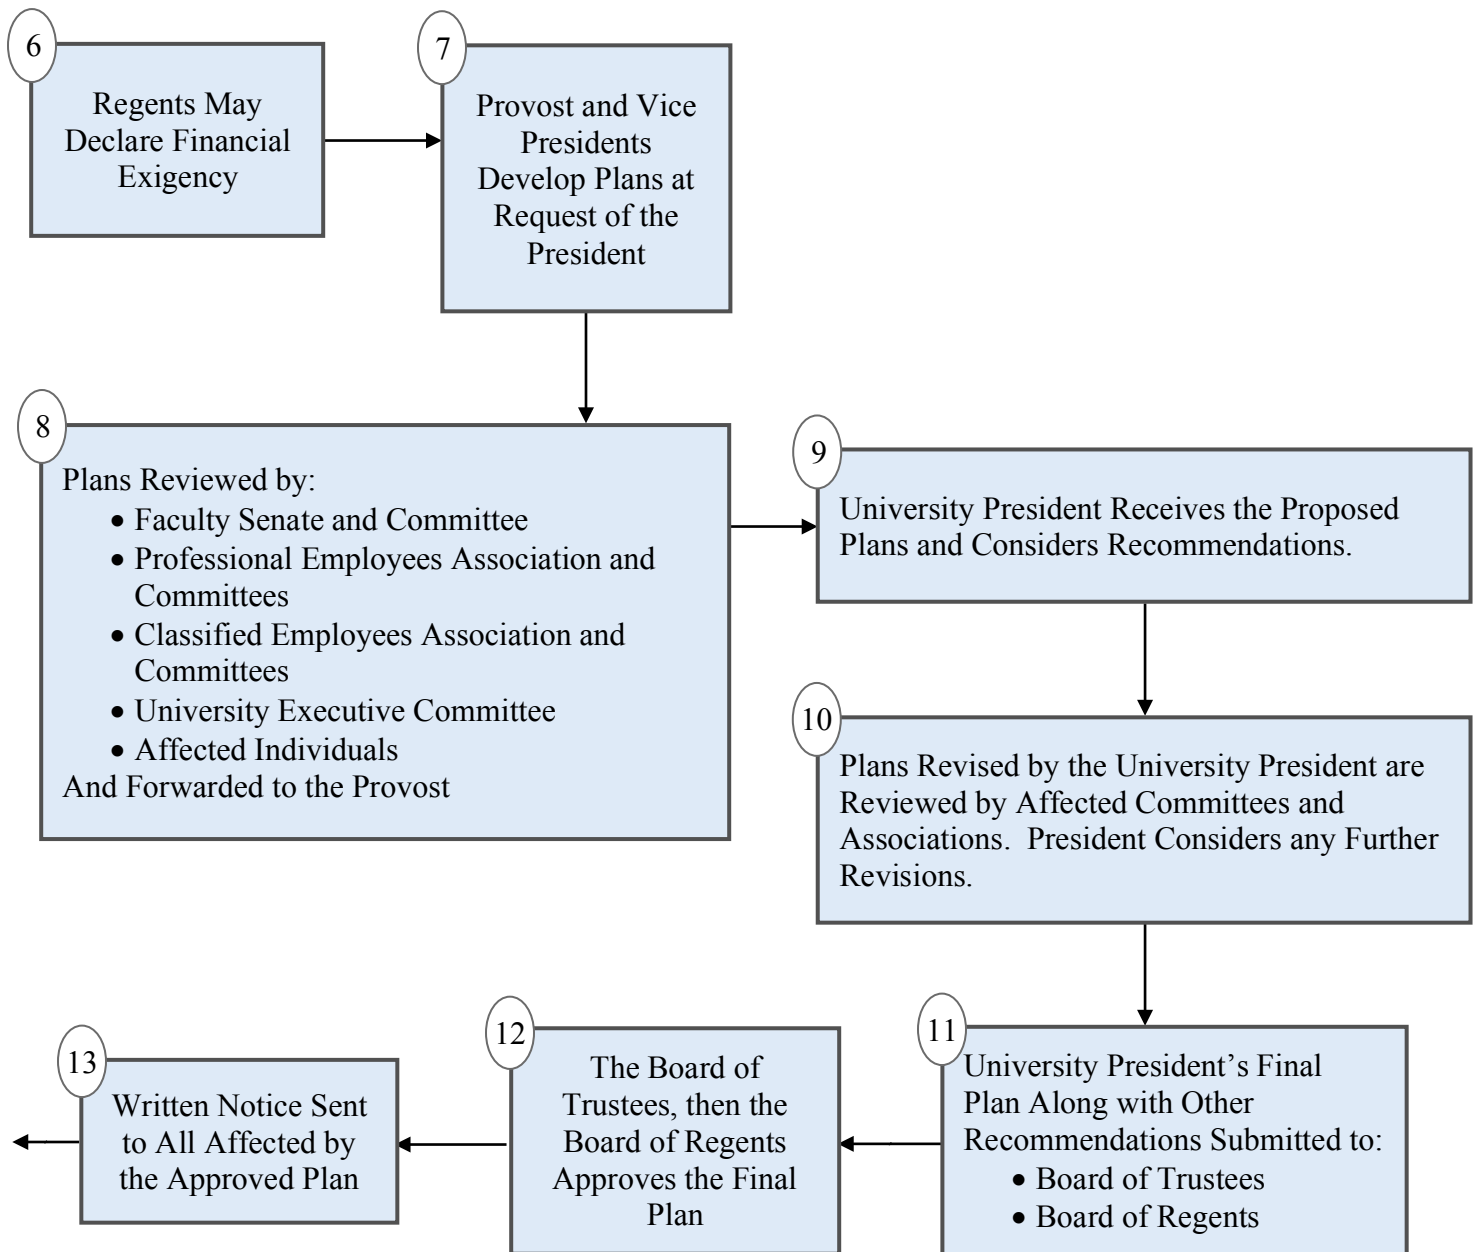 6
Regents May
Declare Financial
Exigency
7
Provost and Vice
Presidents
Develop Plans at
Request of the
President
8
Plans Reviewed by:
• Faculty Senate and Committee
• Professional Employees Association and
Committees
• Classified Employees Association and
Committees
• University Executive Committee
• Affected Individuals
And Forwarded to the Provost
9
University President Receives the Proposed
Plans and Considers Recommendations.
10
Plans Revised by the University President are
Reviewed by Affected Committees and
Associations.  President Considers any Further
Revisions.
11
University President’s Final
Plan Along with Other
Recommendations Submitted to:
• Board of Trustees
• Board of Regents
12
The Board of
Trustees, then the
Board of Regents
Approves the Final
Plan
13
Written Notice Sent
to All Affected by
the Approved Plan